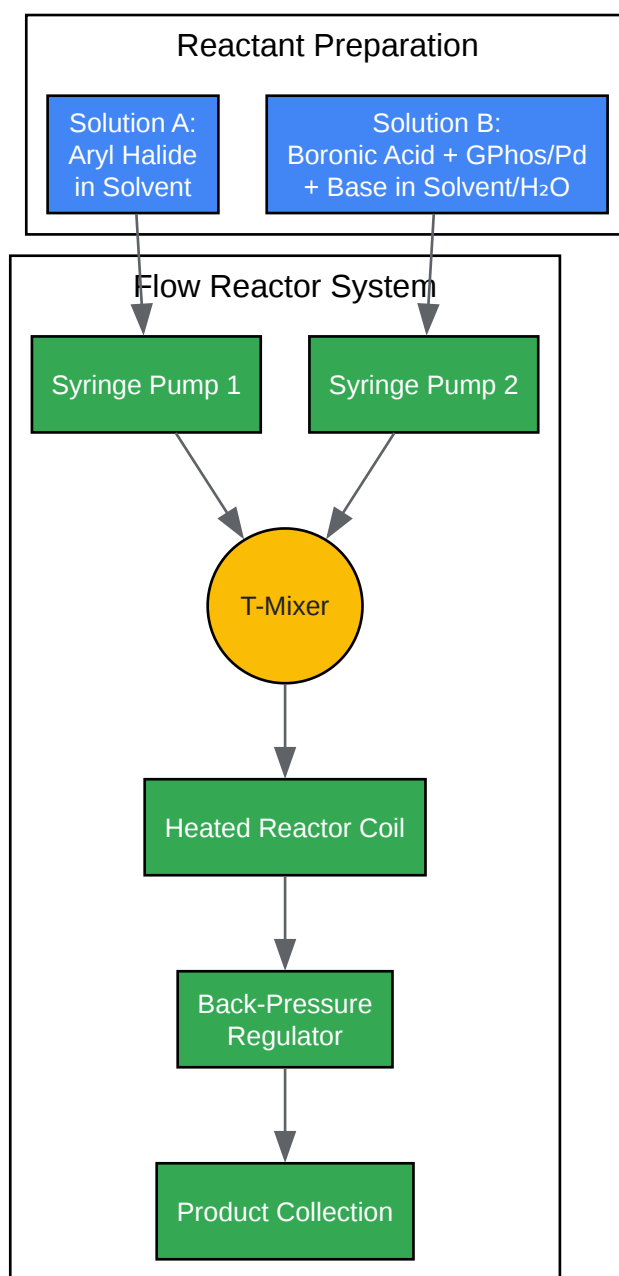 Reactant Preparation
Solution A:
Aryl Halide
in Solvent
Solution B:
Boronic Acid + GPhos/Pd
+ Base in Solvent/H₂O
Flow Reactor System
Syringe Pump 1
Syringe Pump 2
T-Mixer
Heated Reactor Coil
Back-Pressure
Regulator
Product Collection